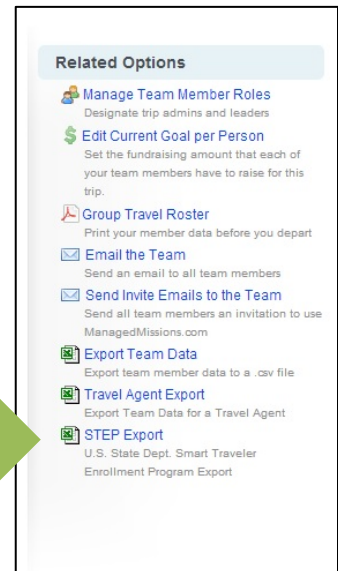 Related Options
Manage Team Member Roles
Designate trip admins and leaders
Edit Current Goal per Person
Set the fundraising amount that each of
your team members have to raise for this
trip.
Group Travel Roster
Print your member data before you depart
Email the Team
Send an email to all team members
Send Invite Emails to the Team
Send all team members an invitation to use
ManagedMissions.com
Export Team Data
Export team member data to a .csv file
Travel Agent Export
Export Team Data for a Travel Agent
STEP Export
U.S. State Dept. Smart Traveler
Enrollment Program Export